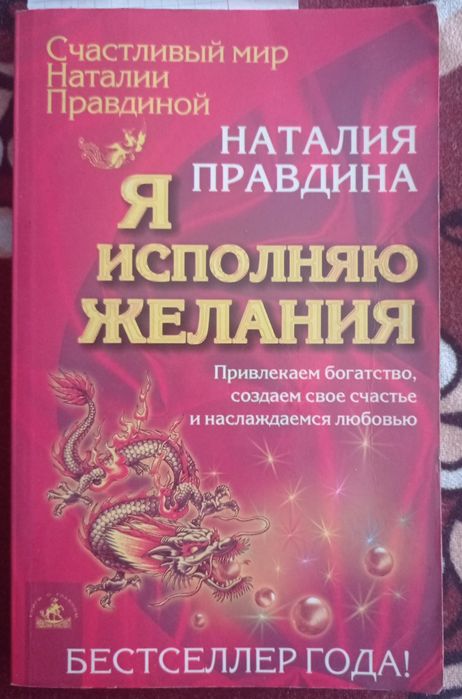 Счастливый мир
Наталии
Правдиной
НАТАЛИЯ
ПРАВДИНА
Я
ИСПОЛНЯЮ
ЖЕЛАНИЯ
Привлекаем богатство,
создаем свое счастье
и наслаждаемся любовью
БЕСТСЕЛЛЕР ГОДА!